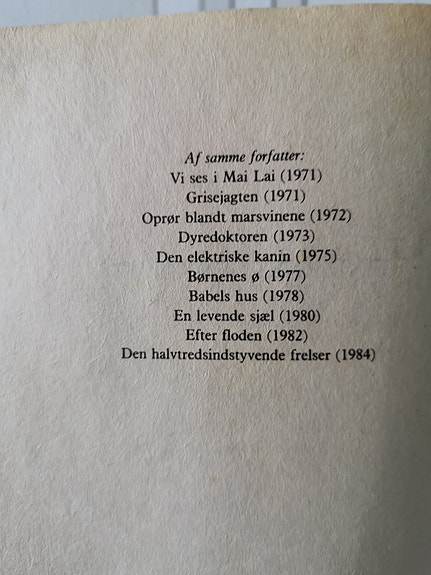 Af samme forfatter:
Vi ses i Mai Lai (1971)
Grisejagten (1971)
Oprør blandt marsvinene (1972)
Dyredoktoren (1973)
Den elektriske kanin (1975)
Børnenes ø (1977)
Babels hus (1978)
En levende sjæl (1980)
Efter floden (1982)
Den halvtredsindstyvende frelser (1984)